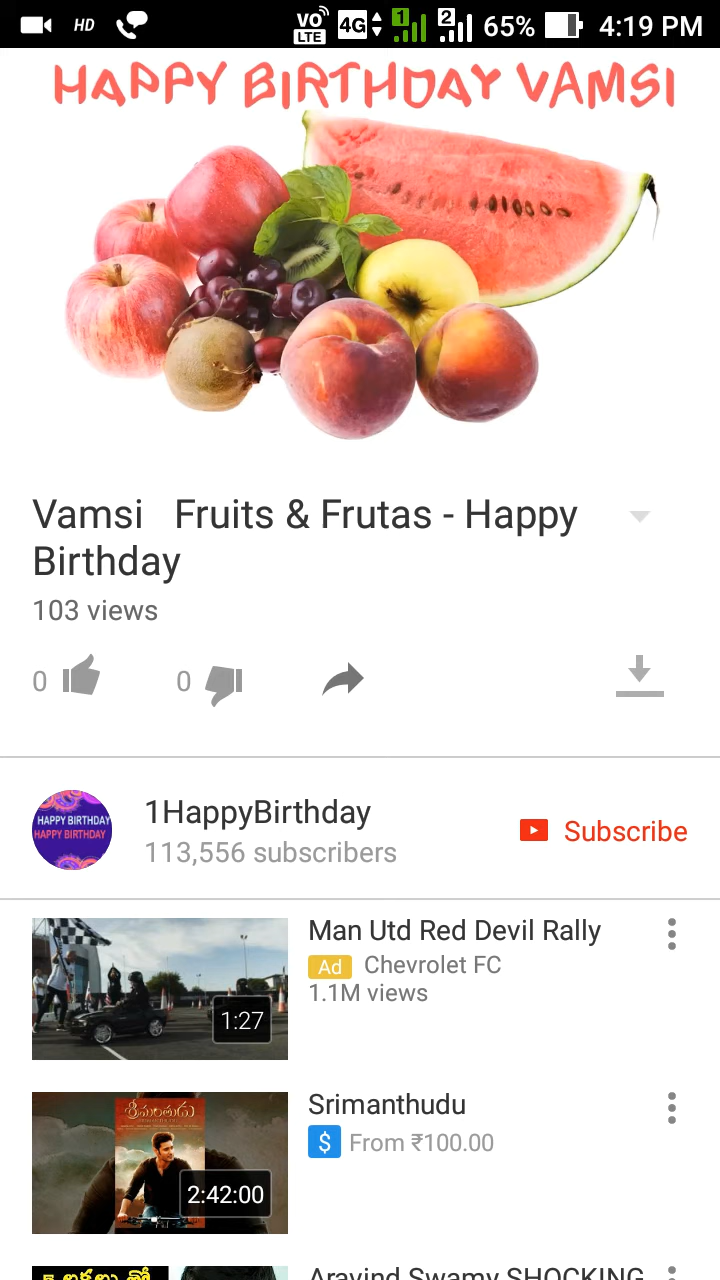 HD VO LTE 4G 1 2 65% 4:19 PM
HAPPY BIRTHDAY VAMSI
Vamsi Fruits & Frutas - Happy
Birthday
103 views
0 0
HAPPY BIRTHDAY
HAPPY BIRTHDAY
1HappyBirthday
113,556 subscribers
Subscribe
Man Utd Red Devil Rally
Ad Chevrolet FC
1.1M views
1:27
శ్రీమంతుడు
Srimanthudu
$ From ₹100.00
2:42:00
Aravind Swamy SHOCKING